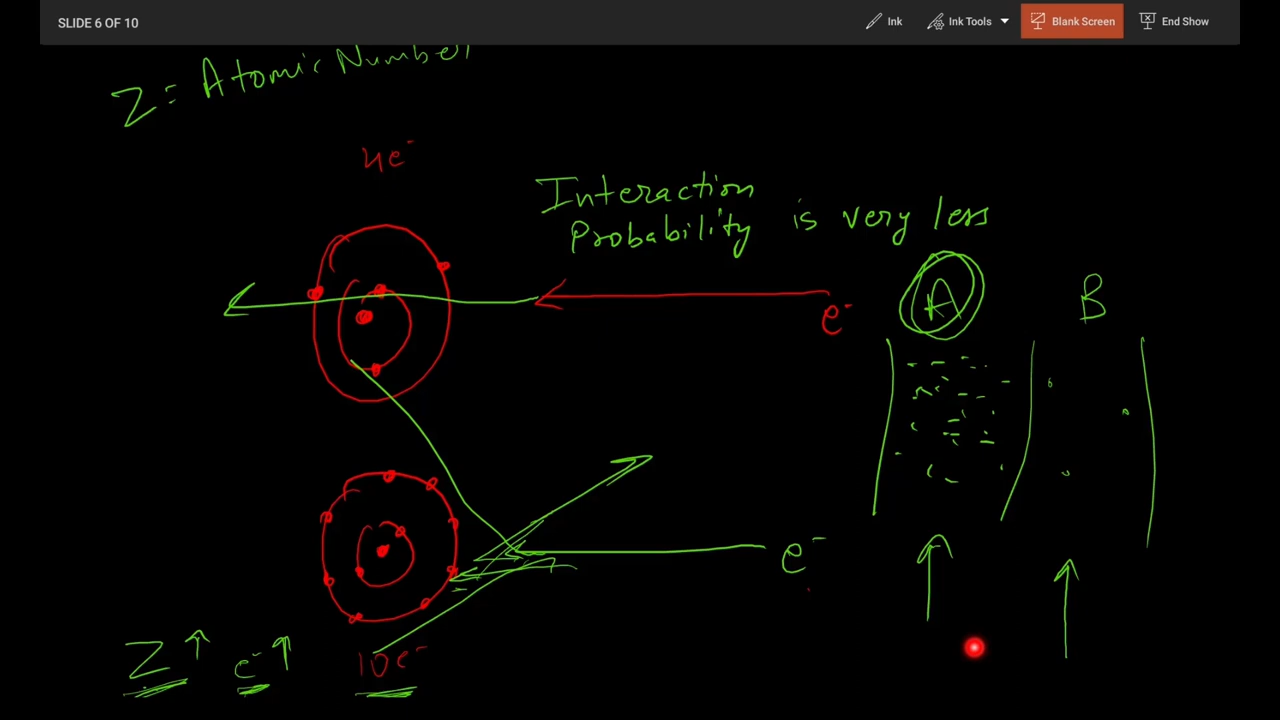 SLIDE 6 OF 10
Ink
Ink Tools
Blank Screen
End Show
Z = Atomic Number
4e⁻
Interaction
Probability is very less
A
B
e⁻
e⁻
Z↑ e⁻↑ 10e⁻